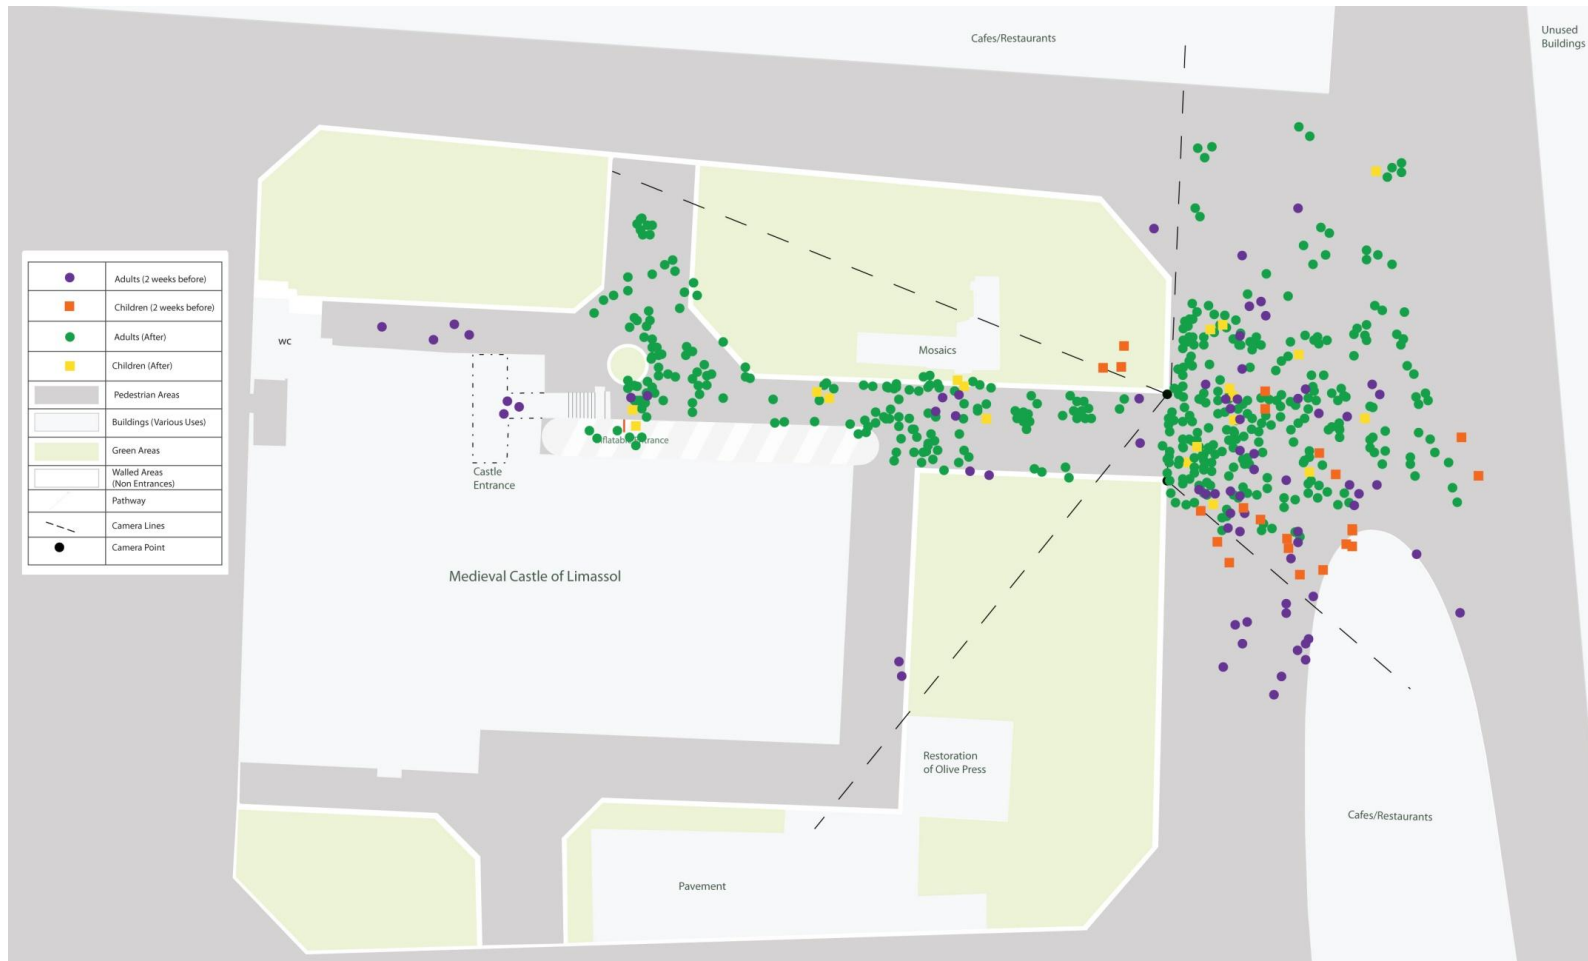 Cafes/Restaurants
Unused
Buildings
Adults (2 weeks before)
Children (2 weeks before)
Adults (After)
Children (After)
Pedestrian Areas
Buildings (Various Uses)
Green Areas
Walled Areas
(Non Entrances)
Pathway
Camera Lines
Camera Point
WC
Mosaics
Castle
Entrance
Medieval Castle of Limassol
Restoration
of Olive Press
Cafes/Restaurants
Pavement